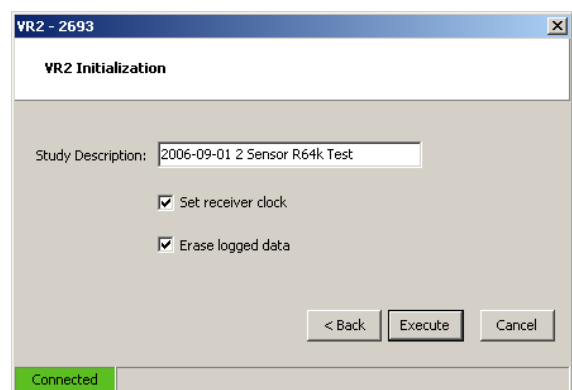 VR2 - 2693
VR2 Initialization
Study Description: 2006-09-01 2 Sensor R64k Test
Set receiver clock
Erase logged data
< Back Execute Cancel
Connected